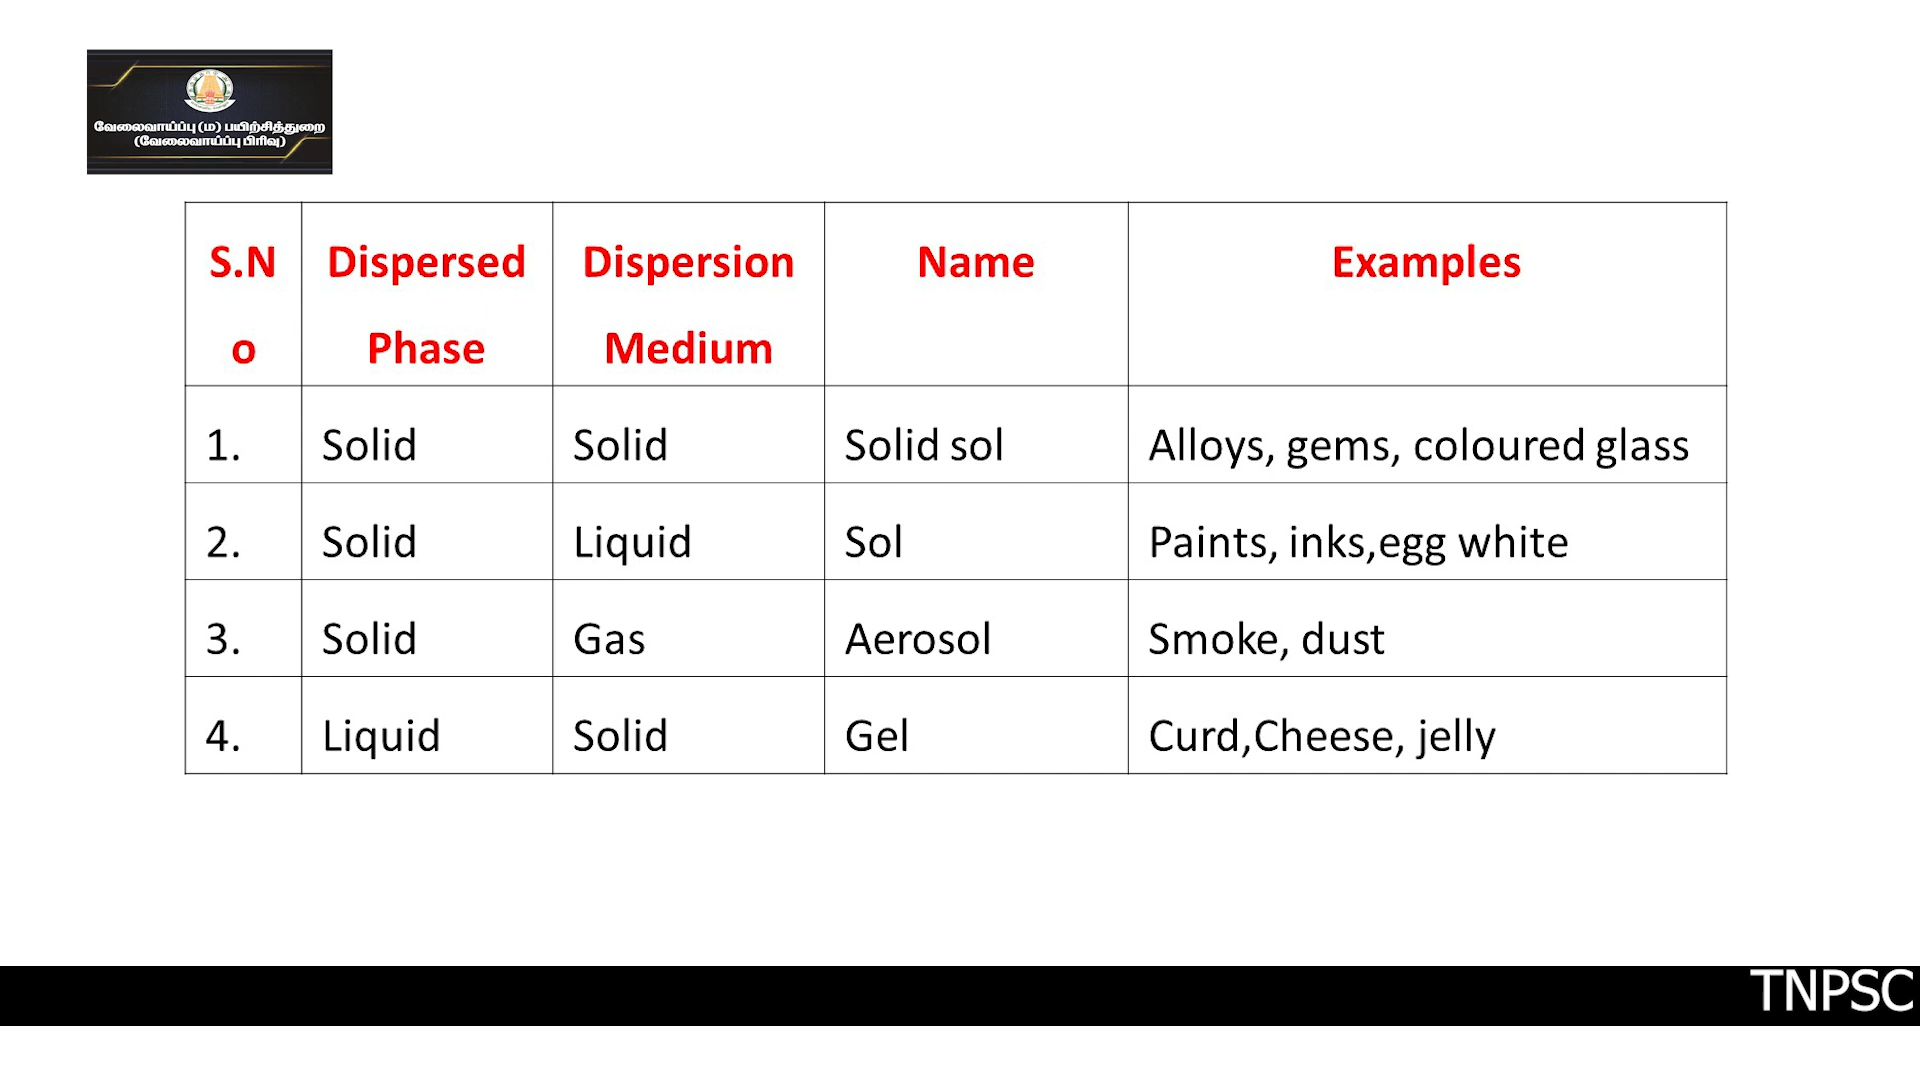 வேலைவாய்ப்பு (ம) பயிற்சித்துறை
(வேலைவாய்ப்பு பிரிவு)
S.N Dispersed Dispersion Name Examples
o Phase Medium
1. Solid Solid Solid sol Alloys, gems, coloured glass
2. Solid Liquid Sol Paints, inks,egg white
3. Solid Gas Aerosol Smoke, dust
4. Liquid Solid Gel Curd,Cheese, jelly
TNPSC